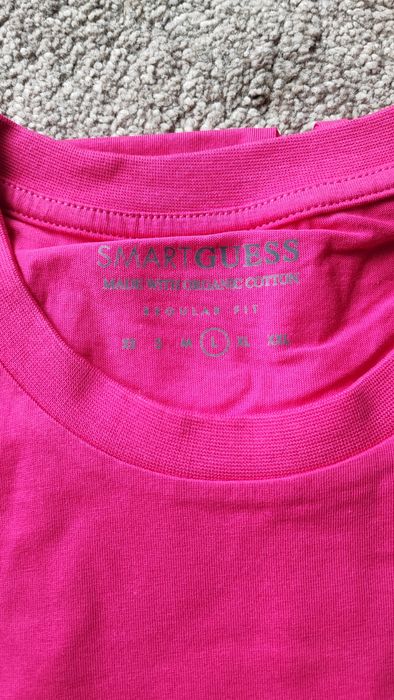 SMARTGUESS
MADE WITH ORGANIC COTTON
REGULAR FIT
XS S M L XL XXL